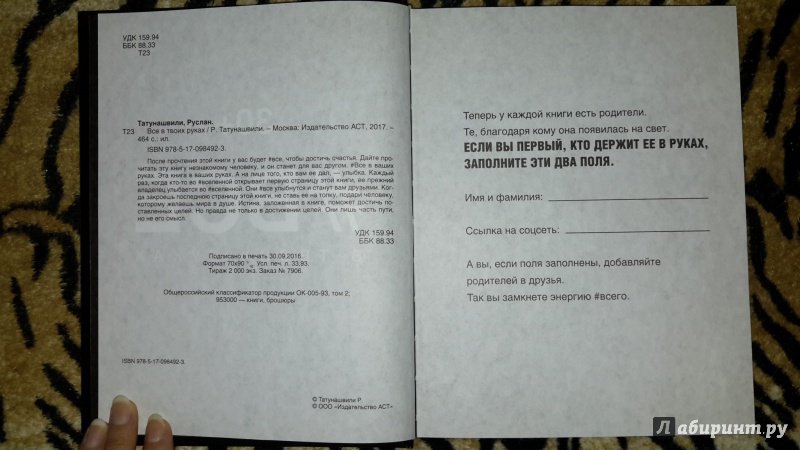 УДК 159.94
ББК 88.33
Т23
Татунашвили, Руслан.
Т23 Все в твоих руках / Р. Татунашвили. – Москва: Издательство АСТ, 2017. –
464 с.: ил.
ISBN 978-5-17-098492-3.
После прочтения этой книги у вас будет #все, чтобы достичь счастья. Дайте про-
читать эту книгу незнакомому человеку, и он станет для вас другом. #Все в ваших
руках. Эта книга в ваших руках. А на лице того, кто вам ее дал, — улыбка. Каждый
раз, когда кто-то во #вселенной открывает первую страницу этой книги, ее прежний
владелец улыбается во #вселенной. Они #все улыбнутся и станут вам друзьями. Ког-
да закроешь последнюю страницу этой книги, не ставь ее на полку, подари человеку,
которому желаешь мира в душе. Истина, заложенная в книге, поможет достичь по-
ставленных целей. Но правда не только в достижении целей. Они лишь часть пути,
но не его смысл.
УДК 159.94
ББК 88.33
Подписано в печать 30.09.2016.
Формат 70х90 Усл. печ. л. 33,93.
Тираж 2 000 экз. Заказ № 7906.
Общероссийский классификатор продукции ОК-005-93, том 2;
953000 — книги, брошюры
ISBN 978-5-17-098492-3.
© Татунашвили Р.
© ООО «Издательство АСТ»
Теперь у каждой книги есть родители.
Те, благодаря кому она появилась на свет.
ЕСЛИ ВЫ ПЕРВЫЙ, КТО ДЕРЖИТ ЕЕ В РУКАХ,
ЗАПОЛНИТЕ ЭТИ ДВА ПОЛЯ.
Имя и фамилия:
Ссылка на соцсеть:
А вы, если поля заполнены, добавляйте
родителей в друзья.
Так вы замкнете энергию #всего.
Лабиринт.ру